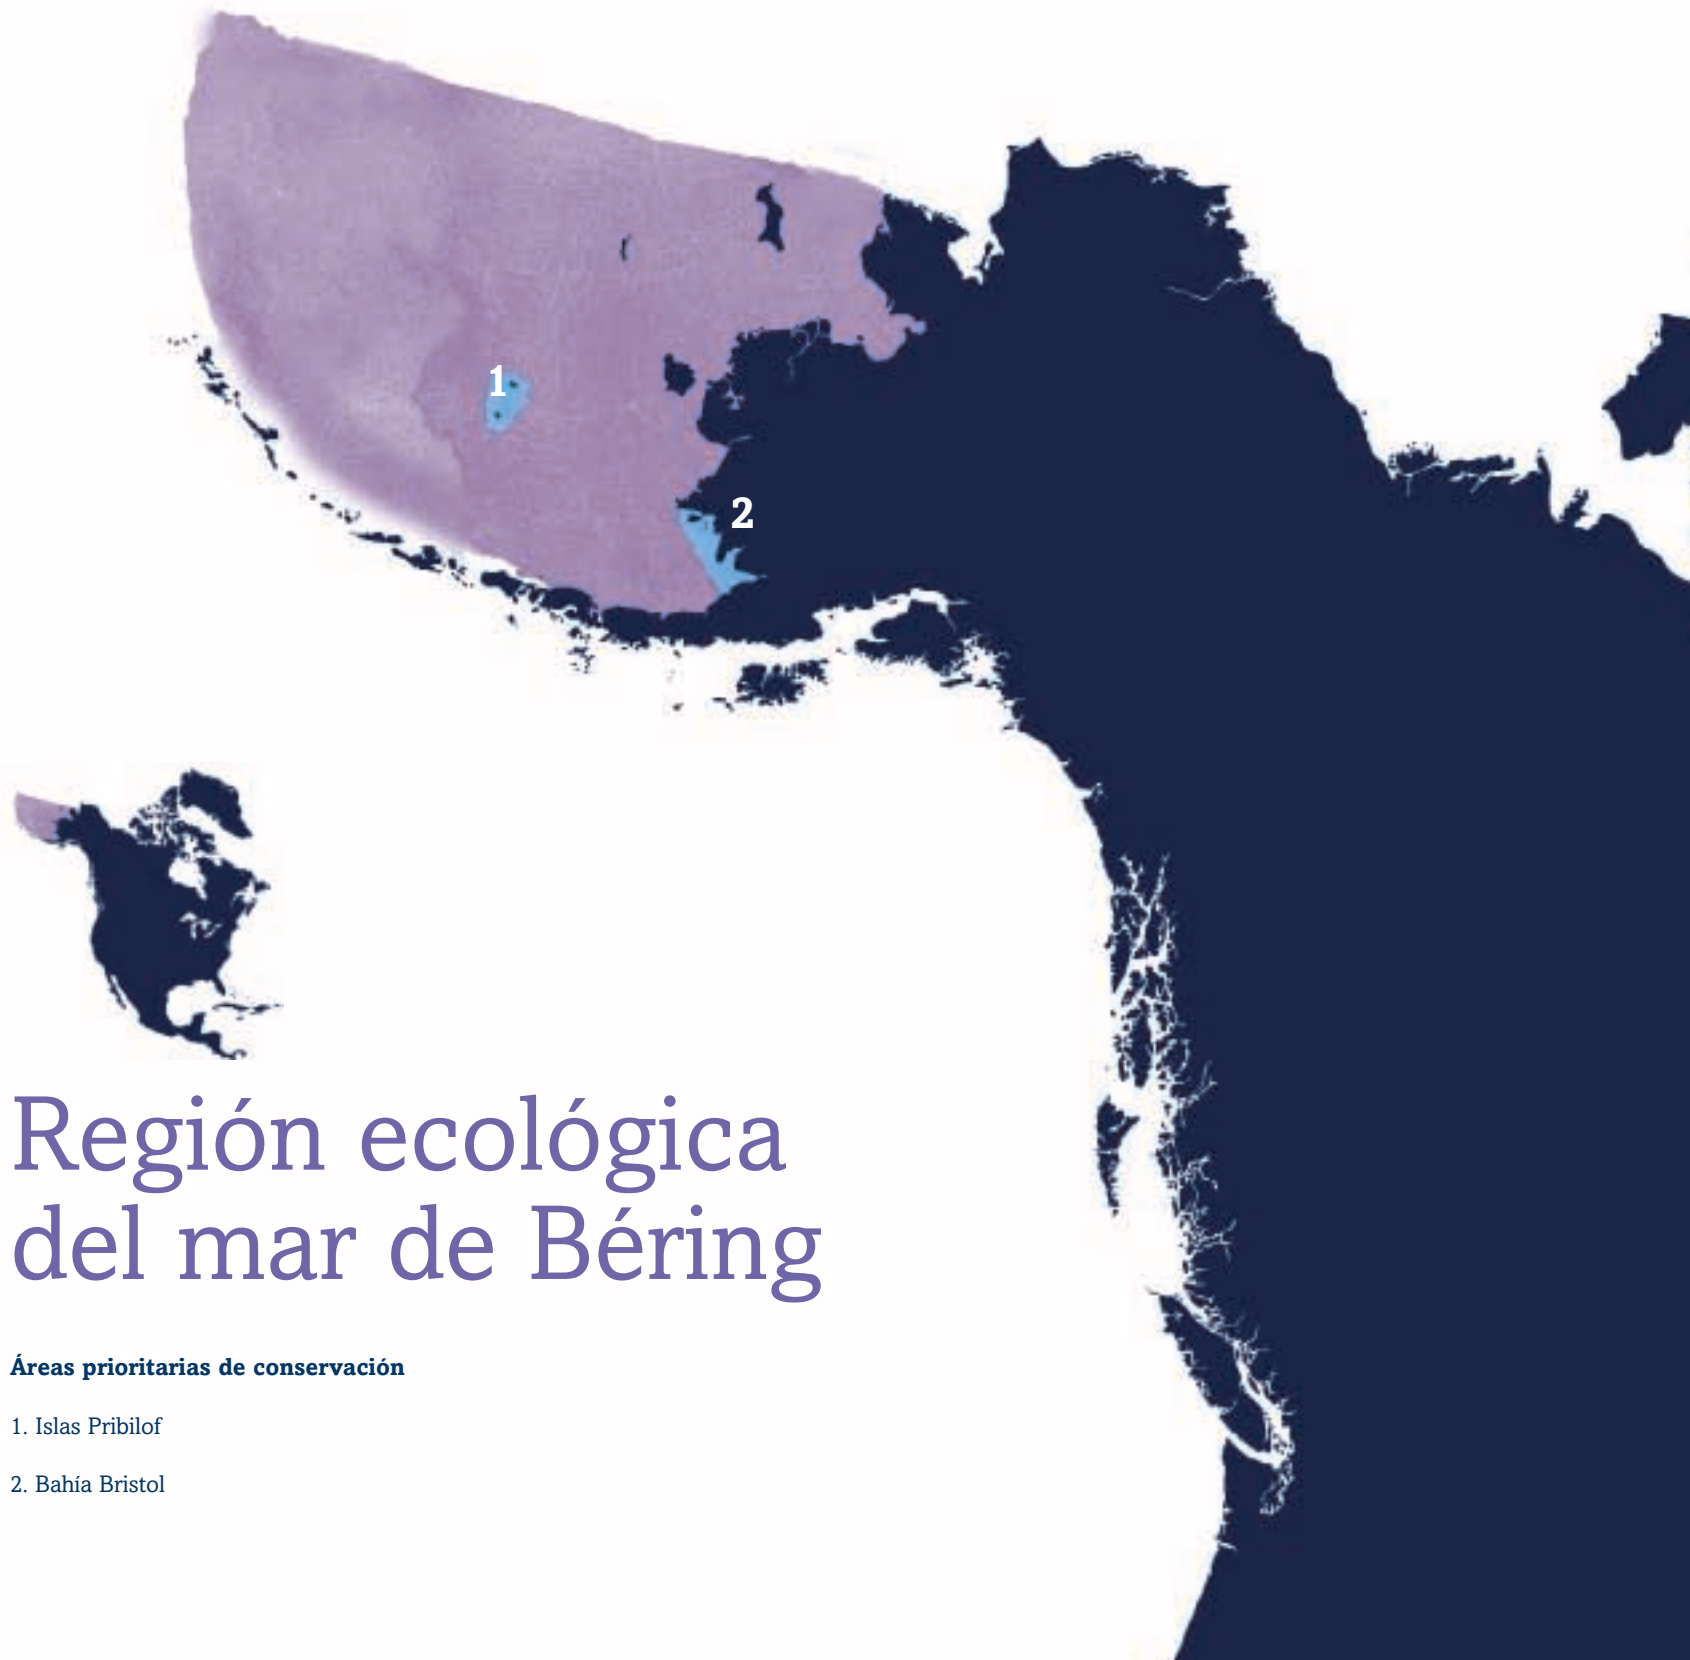 1
2
Región ecológica
del mar de Béring
Áreas prioritarias de conservación
1. Islas Pribilof
2. Bahía Bristol